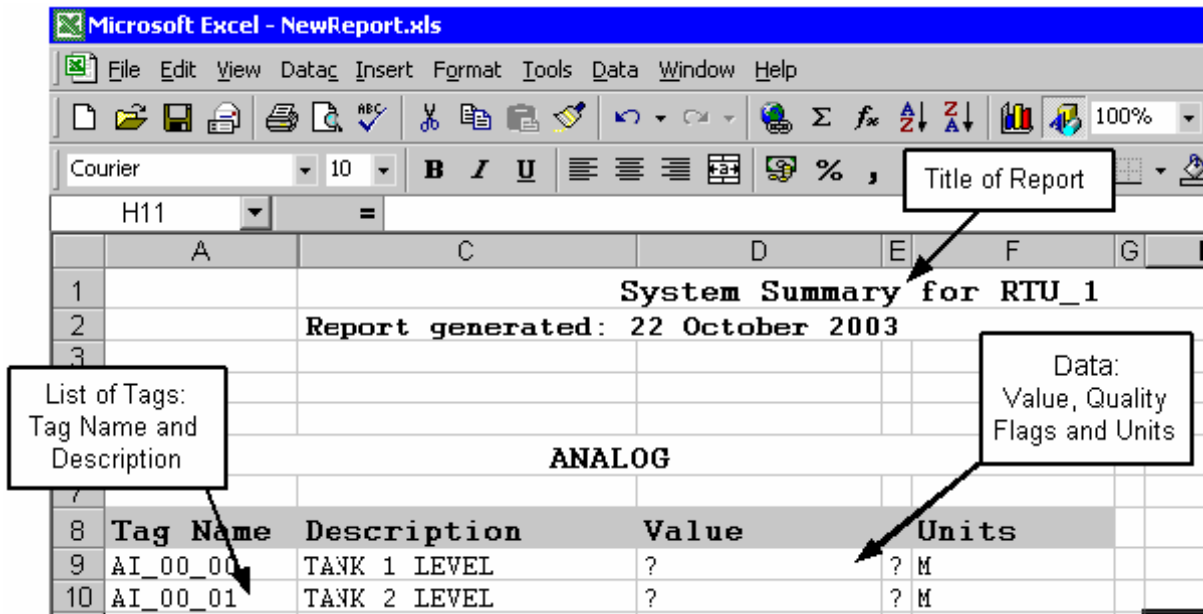 Microsoft Excel - NewReport.xls
File Edit View Datac Insert Format Tools Data Window Help
ABC Σ fx A Z Z A 100%
Courier 10 B I U a % ,
Title of Report
H11 =
A C D E F G
1 System Summary for RTU_1
2 Report generated: 22 October 2003
3
List of Tags:
Tag Name and
Description
Data:
Value, Quality
Flags and Units
ANALOG
7
8 Tag Name Description Value Units
9 AI_00_00 TANK 1 LEVEL ? ? M
10 AI_00_01 TANK 2 LEVEL ? ? M